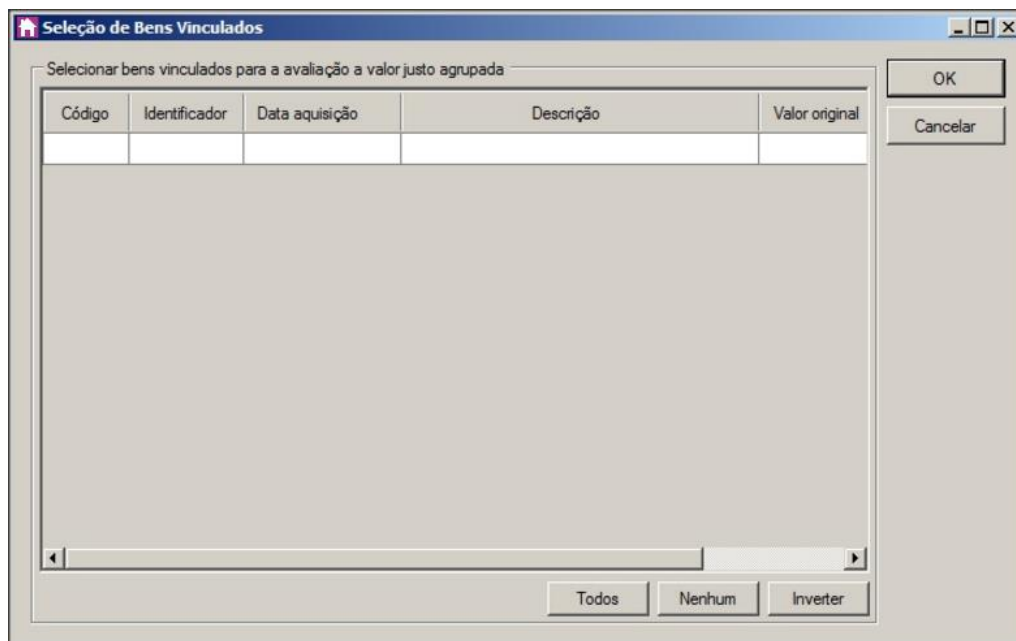 Seleção de Bens Vinculados
Selecionar bens vinculados para a avaliação a valor justo agrupada
OK
Cancelar
Código Identificador Data aquisição Descrição Valor original
Todos Nenhum Inverter